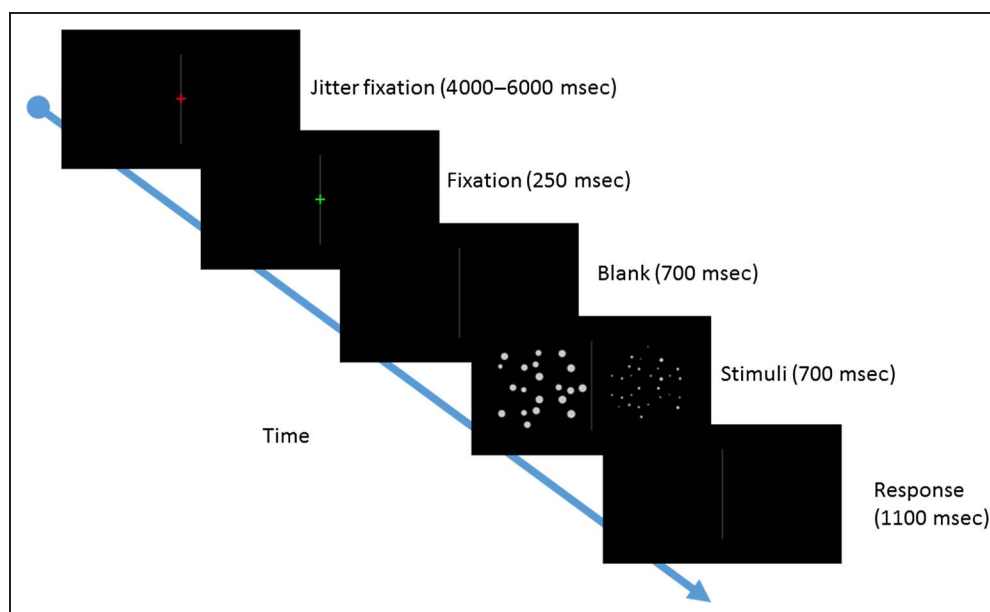 Jitter fixation (4000–6000 msec)
Fixation (250 msec)
Blank (700 msec)
Stimuli (700 msec)
Time
Response
(1100 msec)